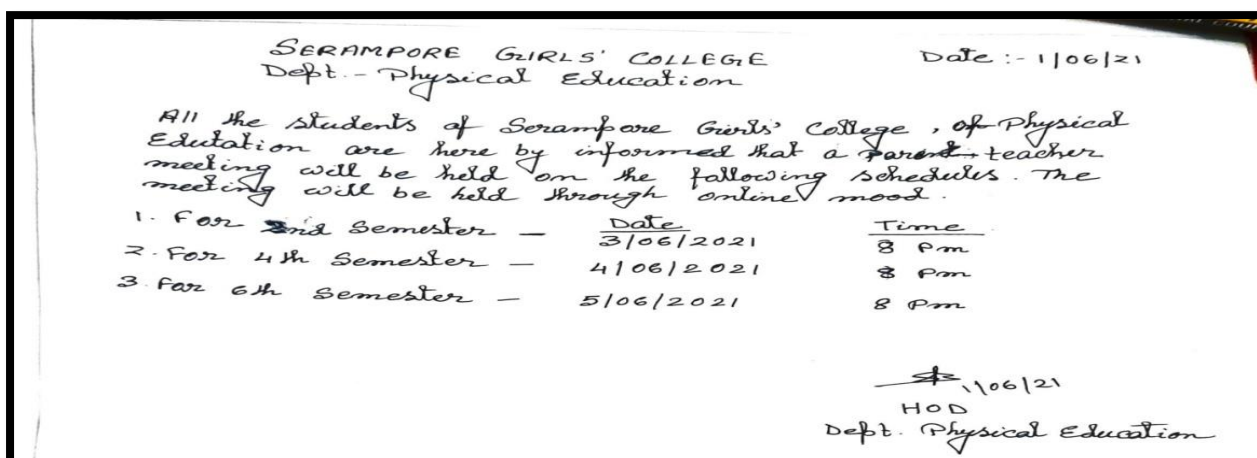 SERAMPORE GIRLS' COLLEGE Date :- 1/06/21
Dept. - Physical Education
All the students of Serampore Girls' College, of Physical
Edutation are here by informed that a parent-teacher
meeting will be held on the following schedules. The
meeting will be held through online mood.
Date Time
1. For 2nd Semester - 3/06/2021 8 Pm
2. For 4th Semester - 4/06/2021 8 Pm
3. For 6th Semester - 5/06/2021 8 Pm
1/06/21
HOD
Dept. Physical Education